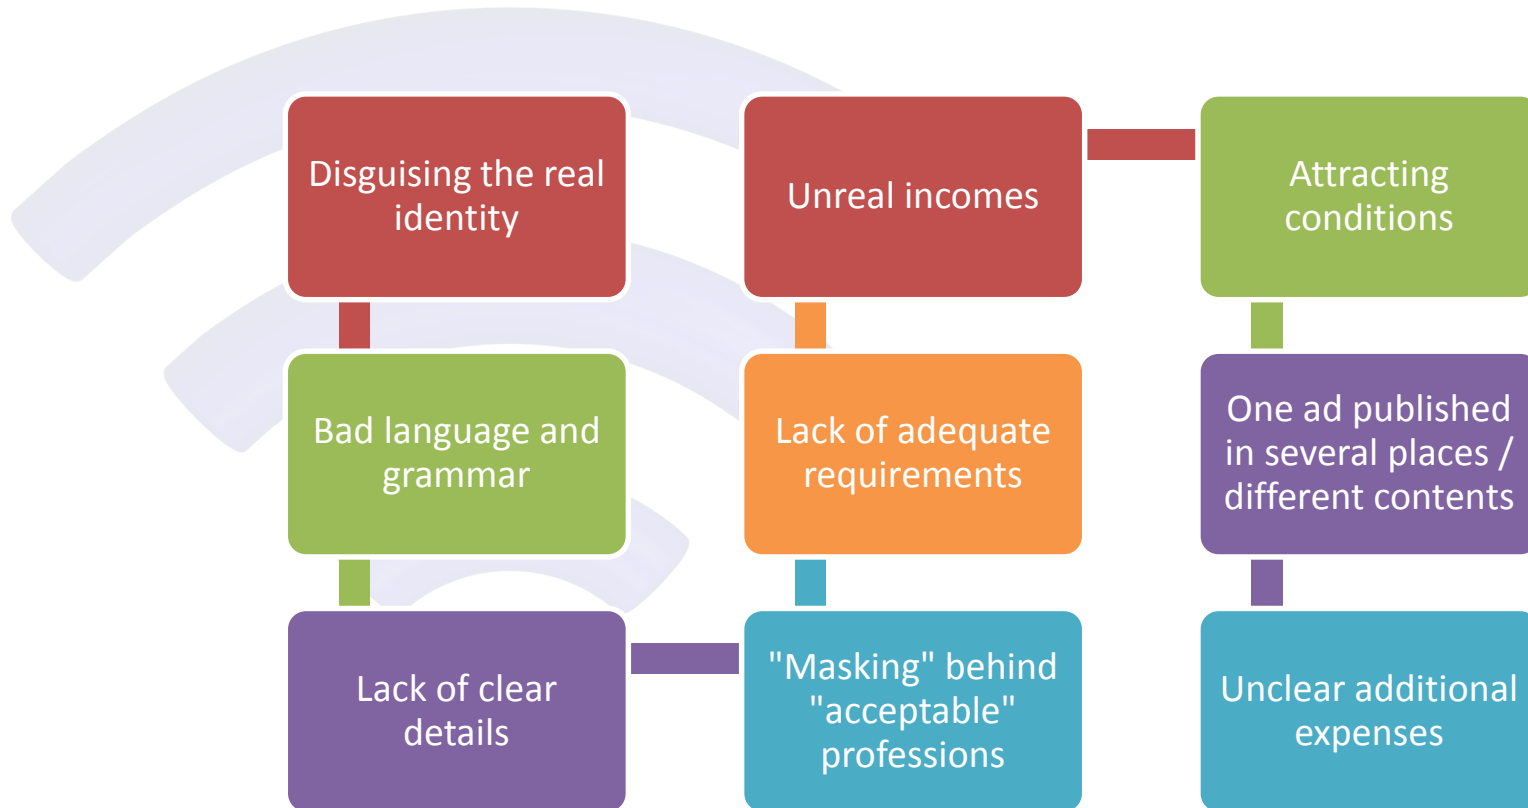 Disguising the real
identity
Bad language and
grammar
Lack of clear
details
"Masking" behind
"acceptable"
professions
Lack of adequate
requirements
Unreal incomes
Attracting
conditions
One ad published
in several places /
different contents
Unclear additional
expenses